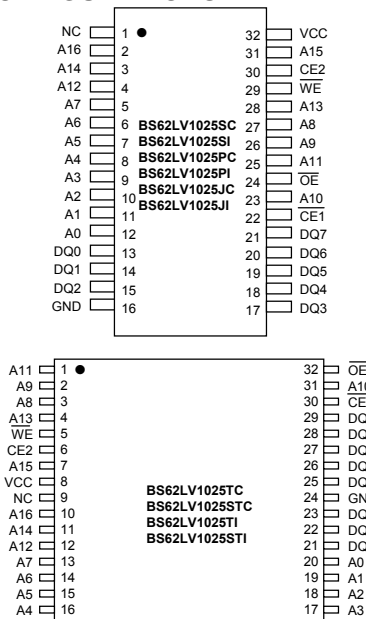 NC 1 32 VCC
A16 2 31 A15
A14 3 30 CE2
A12 4 29 WE
A7 5 28 A13
A6 6 BS62LV1025SC 27 A8
A5 7 BS62LV1025SI 26 A9
A4 8 BS62LV1025PC 25 A11
A3 9 BS62LV1025PI 24 OE
A2 10 BS62LV1025JC 23 A10
A1 11 BS62LV1025JI 22 CE1
A0 12 21 DQ7
DQ0 13 20 DQ6
DQ1 14 19 DQ5
DQ2 15 18 DQ4
GND 16 17 DQ3
A11 1 32 OE
A9 2 31
A8 3 30
A13 4 29
WE 5 28
CE2 6 27
A15 7 26
VCC 8 25
NC 9 BS62LV1025TC 24
A16 10 BS62LV1025STC 23
A14 11 BS62LV1025TI 22
A12 12 BS62LV1025STI 21
A7 13 20 A0
A6 14 19 A1
A5 15 18 A2
A4 16 17 A3